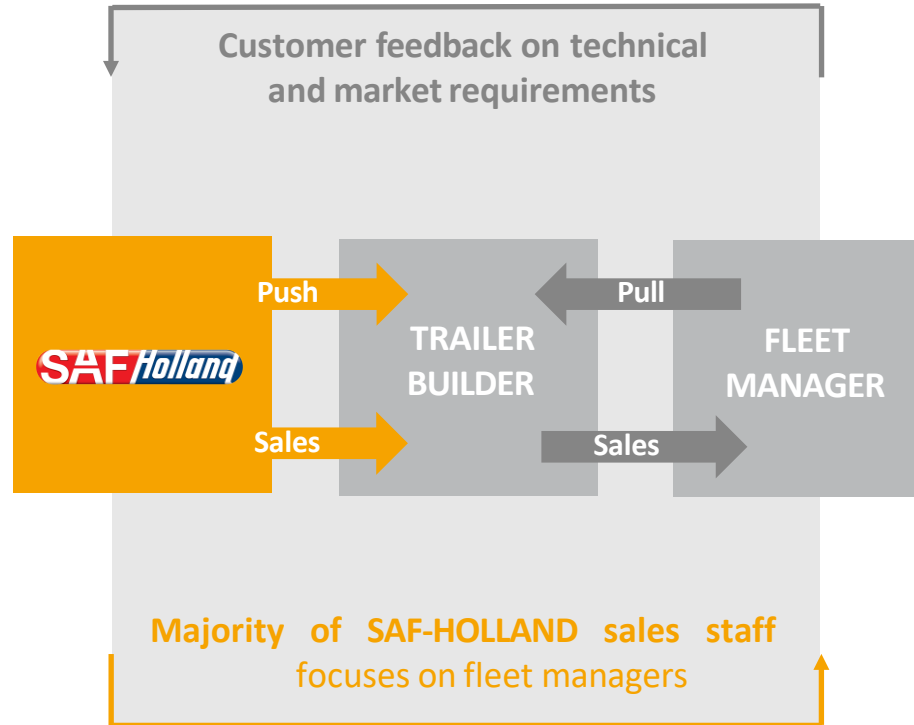 Customer feedback on technical
and market requirements
Push
Pull
SAF Holland
TRAILER
BUILDER
FLEET
MANAGER
Sales
Sales
Majority of SAF-HOLLAND sales staff
focuses on fleet managers